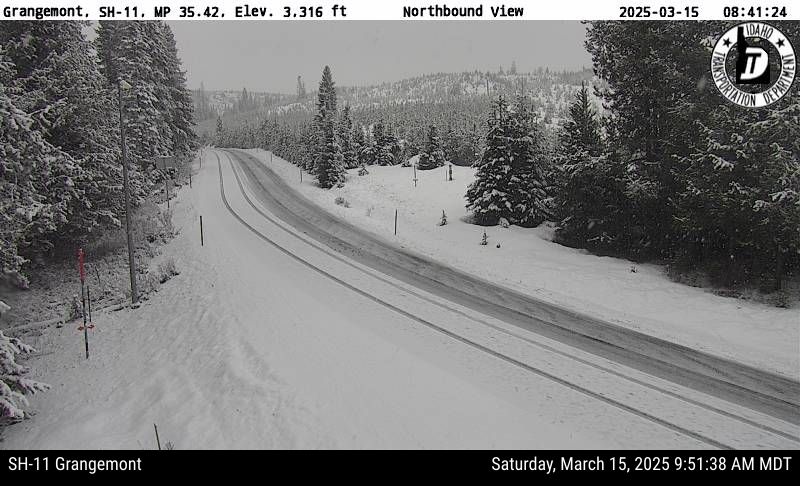 Grangemont, SH-11, MP 35.42, Elev. 3,316 ft Northbound View 2025-03-15 08:41:24
IDAHO
TRANSPORTATION DEPARTMENT
SH-11 Grangemont Saturday, March 15, 2025 9:51:38 AM MDT